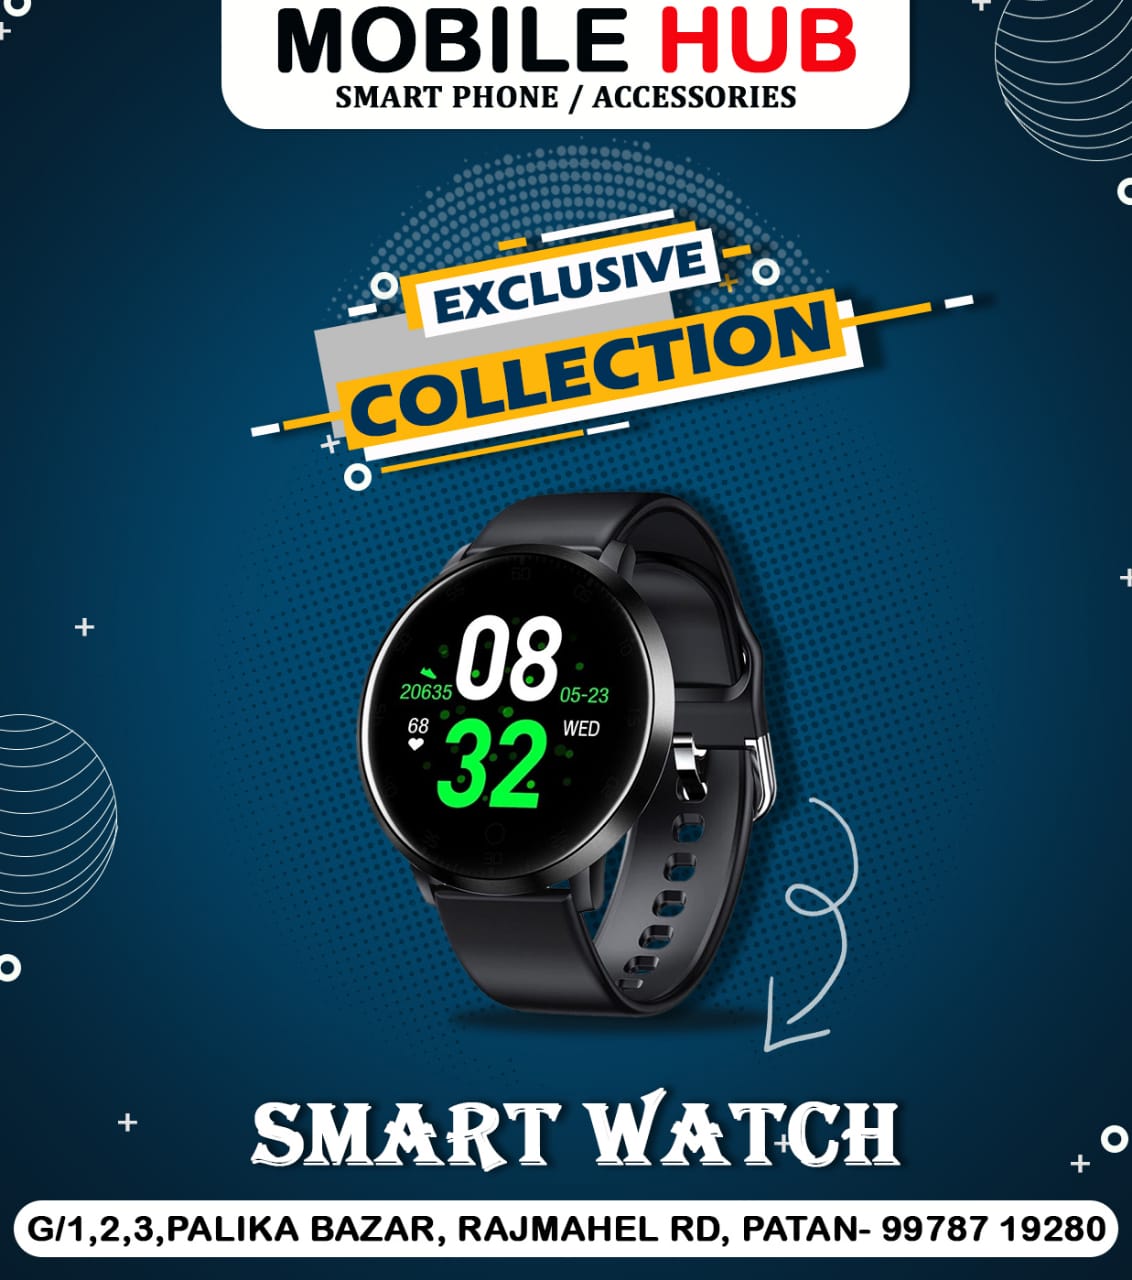 MOBILE HUB
SMART PHONE / ACCESSORIES
EXCLUSIVE
COLLECTION
08
20635
05-23
68
WED
32
SMART WATCH
G/1,2,3,PALIKA BAZAR, RAJMAHEL RD, PATAN- 99787 19280